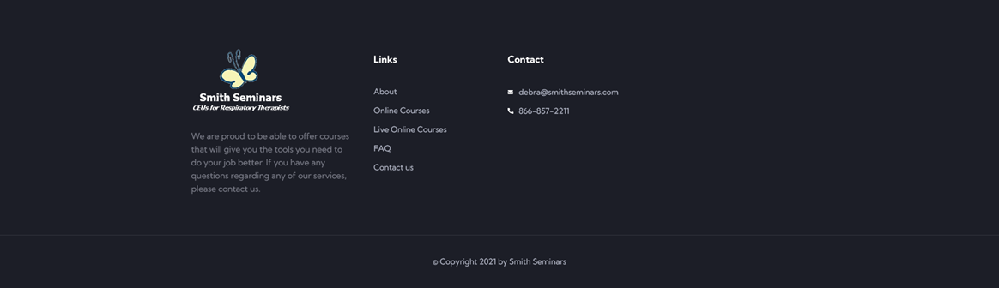 Smith Seminars
CEUs for Respiratory Therapists
We are proud to be able to offer courses
that will give you the tools you need to
do your job better. If you have any
questions regarding any of our services,
please contact us.
Links
About
Online Courses
Live Online Courses
FAQ
Contact us
Contact
debra@smithseminars.com
866-857-2211
© Copyright 2021 by Smith Seminars